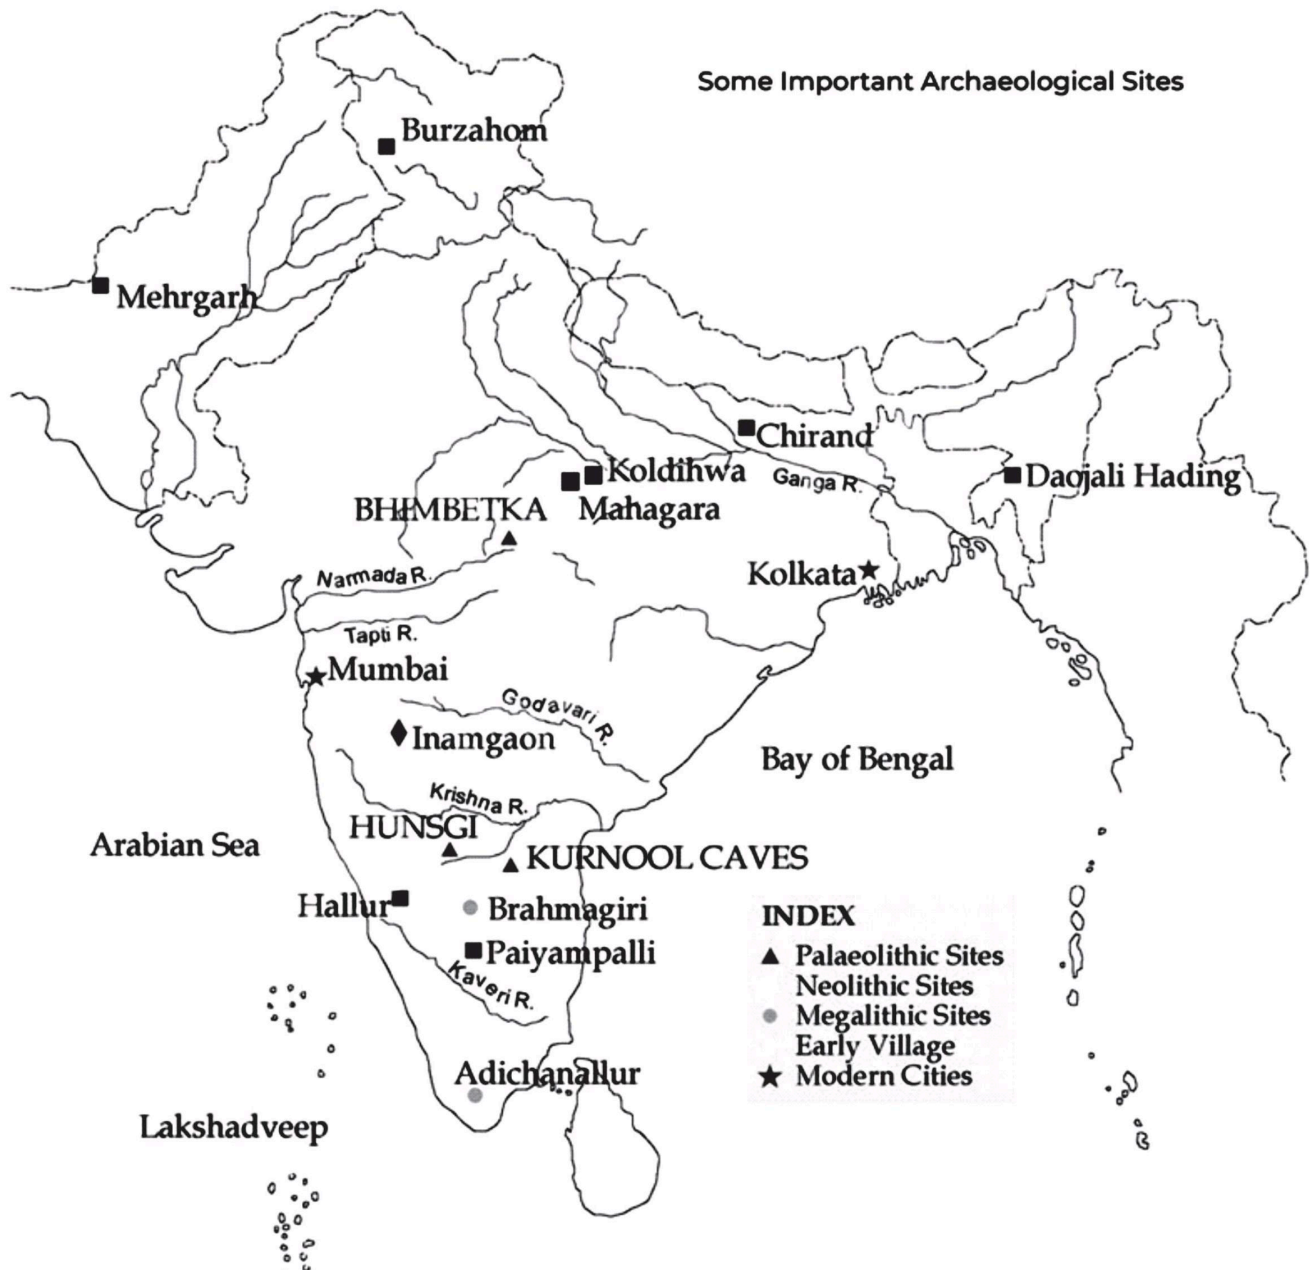 Some Important Archaeological Sites
Burzahom
Mehrgarh
Chirand
Koldihwa
Ganga R.
Daojali Hading
BHIMBETKA
Mahagara
Kolkata
Narmada R.
Tapti R.
Mumbai
Godavari R.
Inamgaon
Bay of Bengal
Krishna R.
HUNSGI
Arabian Sea
KURNOOL CAVES
Hallur
Brahmagiri
Paiyampalli
Kaveri R.
INDEX
Palaeolithic Sites
Neolithic Sites
Megalithic Sites
Early Village
Modern Cities
Adichanallur
Lakshadveep